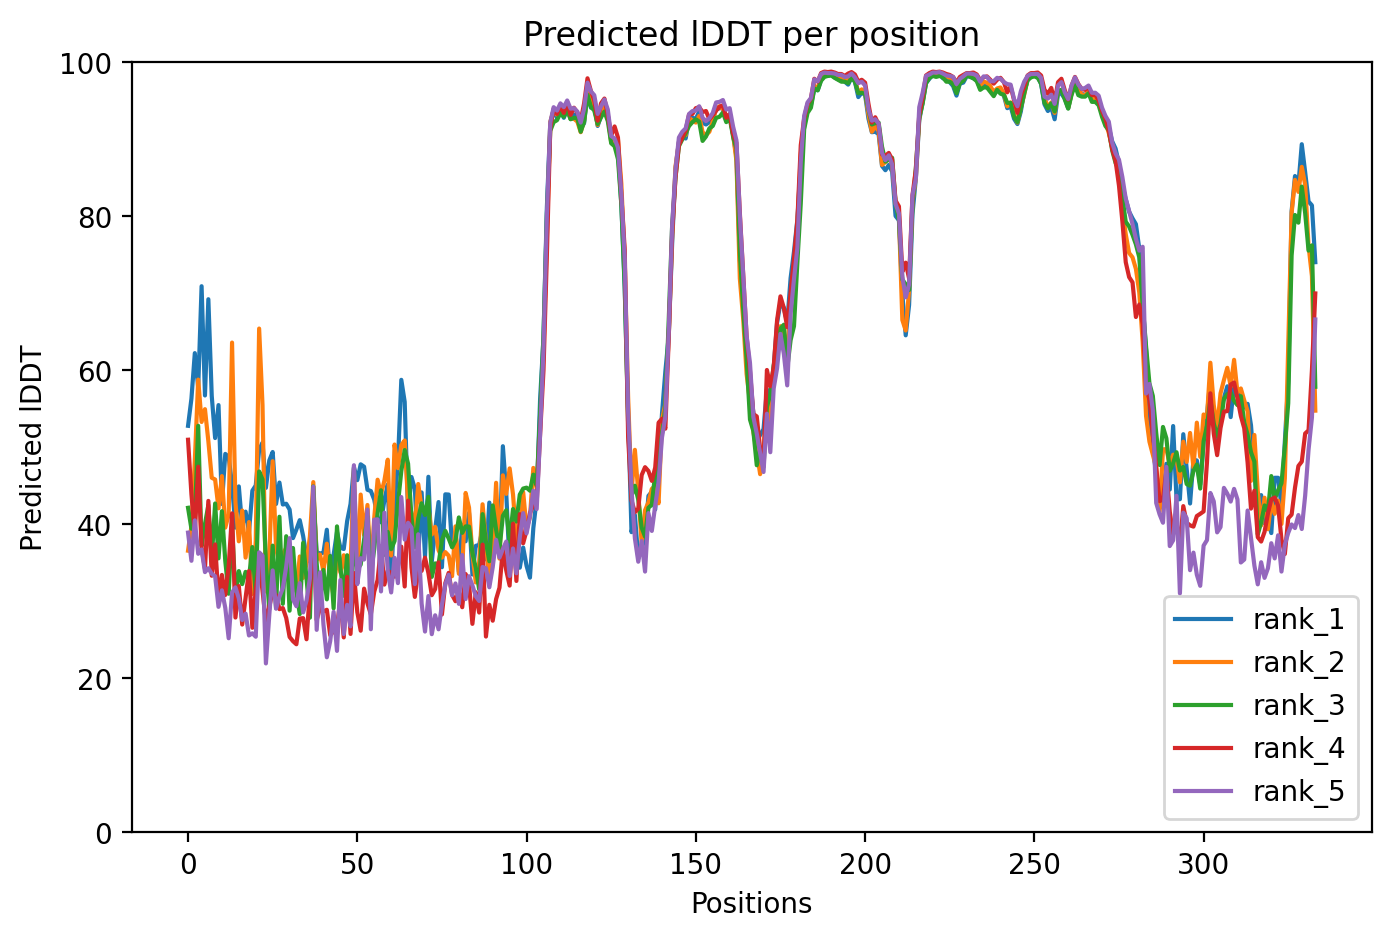 Predicted lDDT per position
Predicted lDDT
100
80
60
40
20
0
0 50 100 150 200 250 300
Positions
rank_1
rank_2
rank_3
rank_4
rank_5